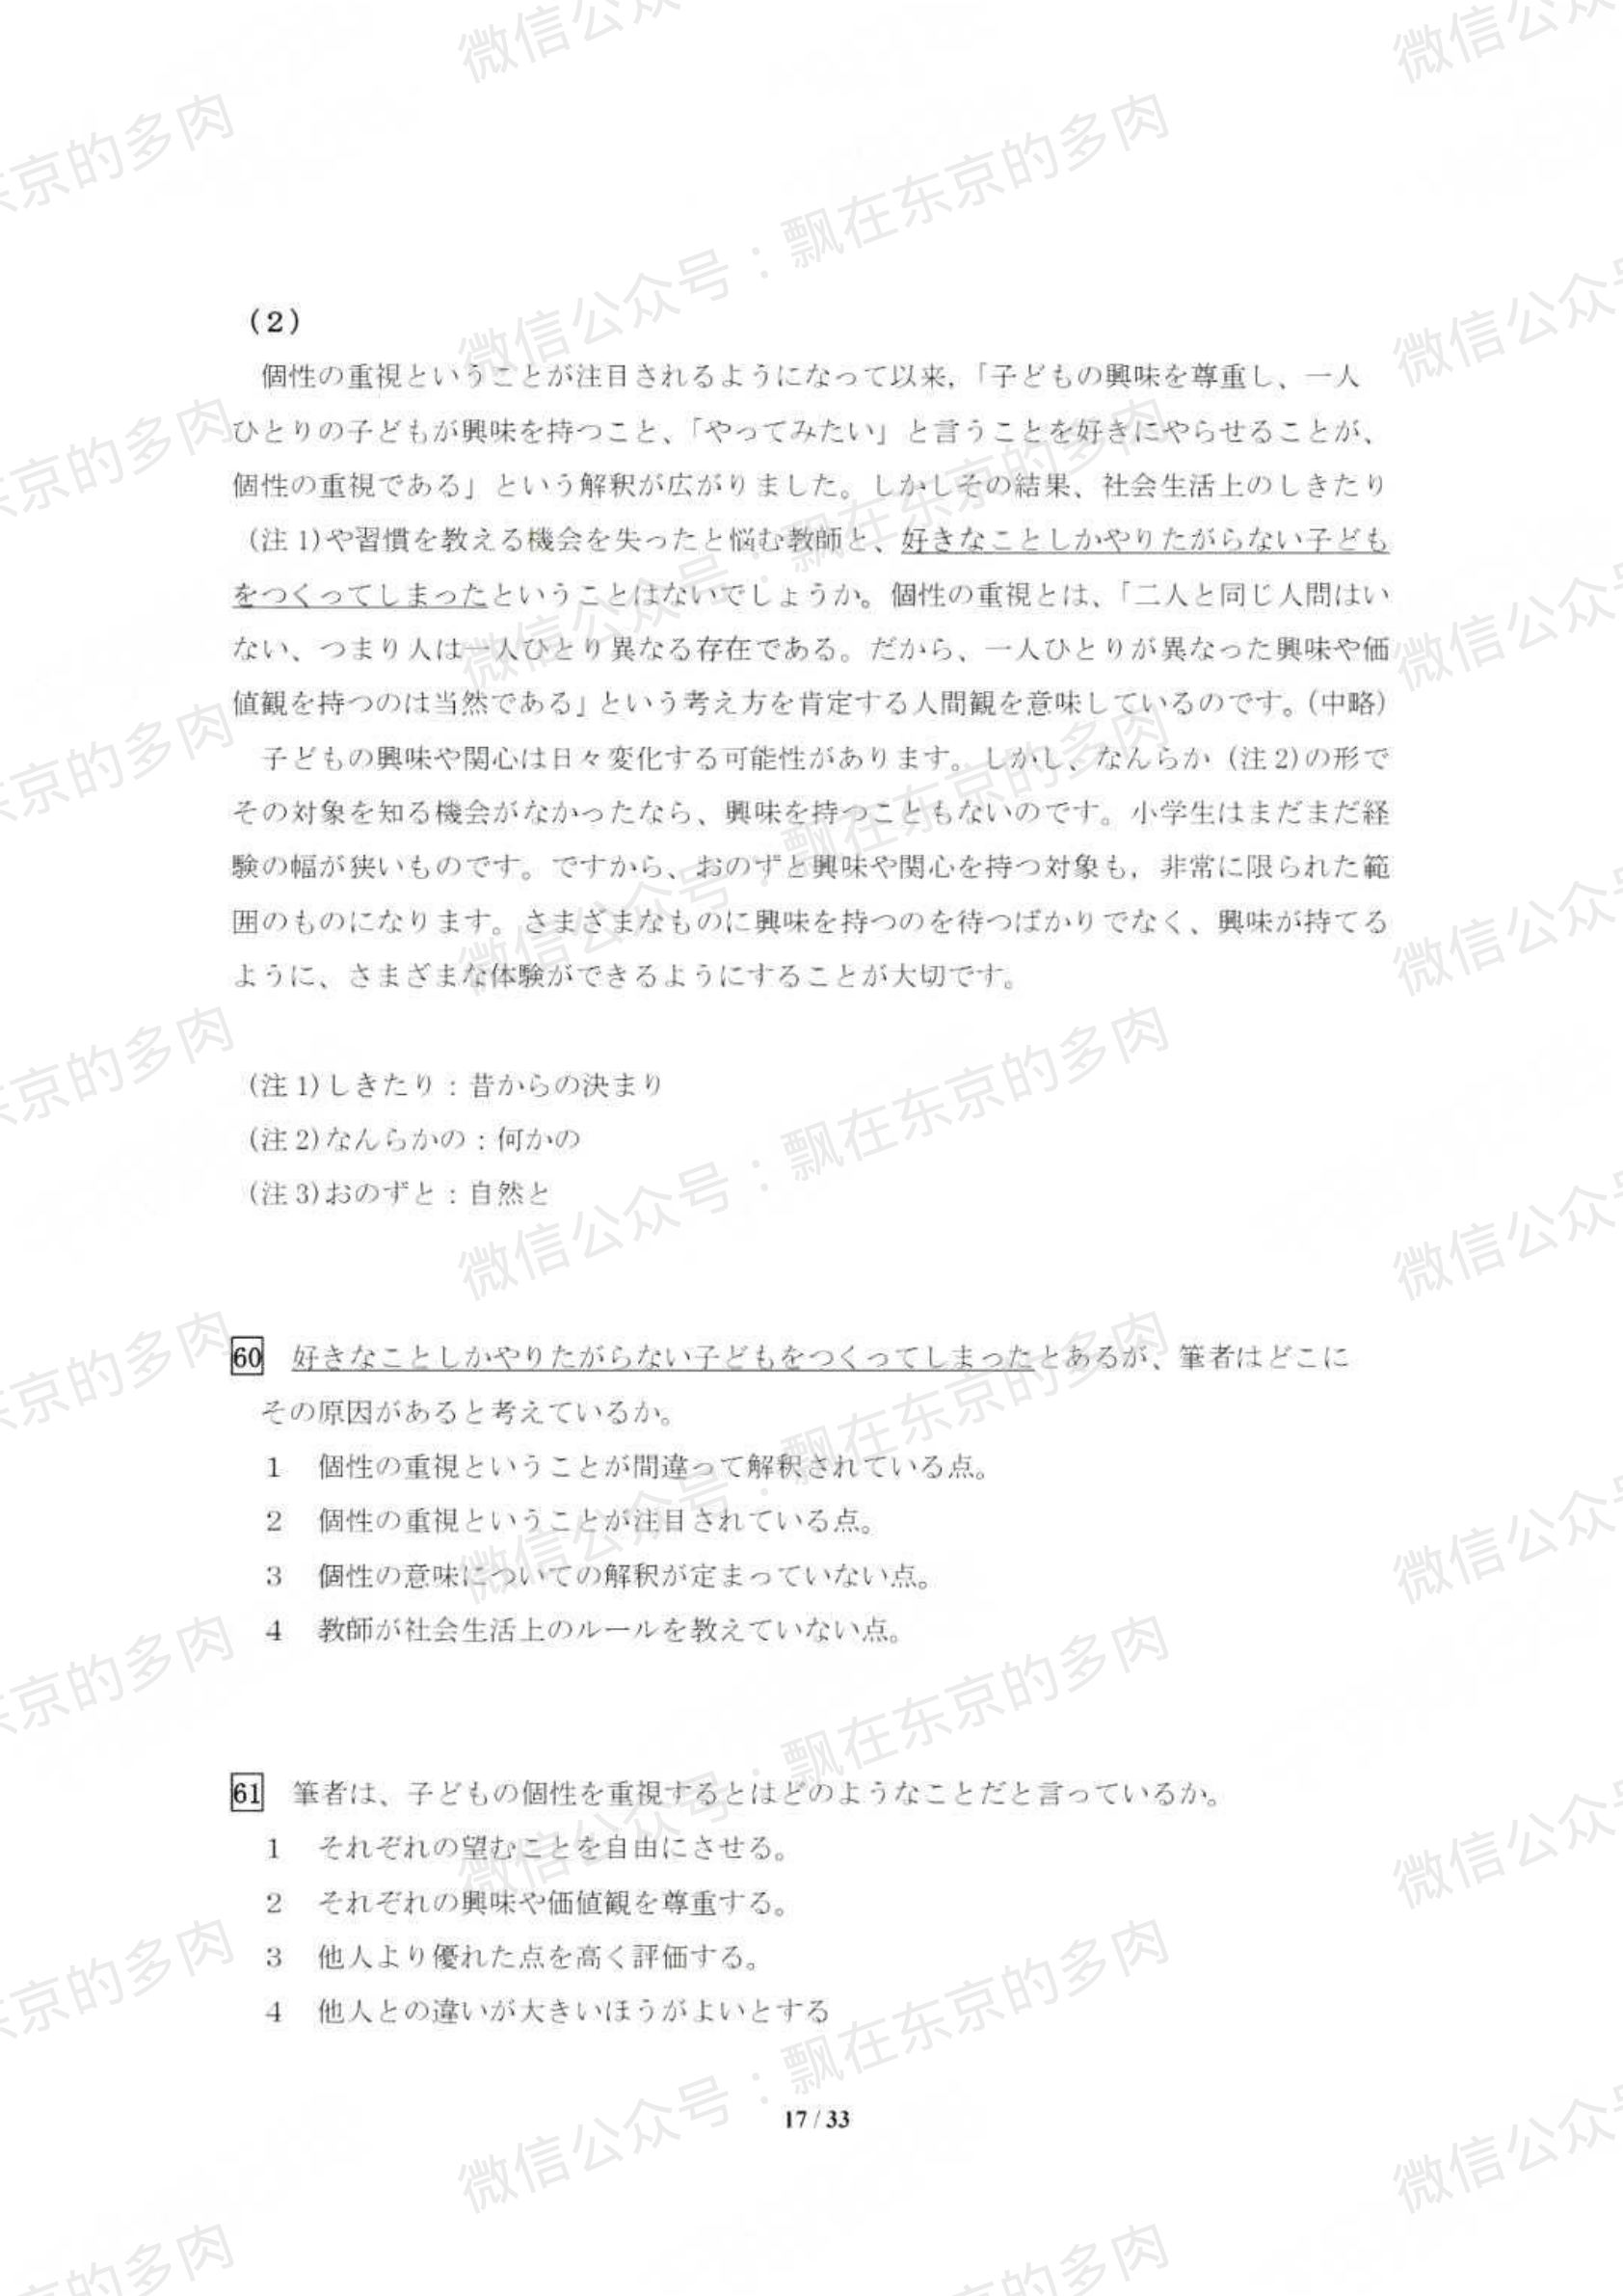 (2)
個性の重視ということが注目されるようになって以来,「子どもの興味を尊重し、一人
ひとりの子どもが興味を持つこと、「やってみたい」と言うことを好きにやらせることが、
個性の重視である」という解釈が広がりました。しかしその結果、社会生活上のしきたり
(注1)や習慣を教える機会を失ったと悩む教師と、好きなことしかやりたがらない子ども
をつくってしまったということはないでしょうか。個性の重視とは、「二人と同じ人間はい
ない、つまり人は一人ひとり異なる存在である。だから、一人ひとりが異なった興味や価
値観を持つのは当然である」という考え方を肯定する人間観を意味しているのです。(中略)
子どもの興味や関心は日々変化する可能性があります。しかし、なんらか (注2)の形で
その対象を知る機会がなかったなら、興味を持つこともないのです。小学生はまだまだ経
験の幅が狭いものです。ですから、おのずと興味や関心を持つ対象も, 非常に限られた範
囲のものになります。さまざまなものに興味を持つのを待つばかりでなく、興味が持てる
ように、さまざまな体験ができるようにすることが大切です。
(注1)しきたり:昔からの決まり
(注2)なんらかの:何かの
(注3)おのずと:自然と
60 好きなことしかやりたがらない子どもをつくってしまったとあるが、筆者はどこに
その原因があると考えているか。
1 個性の重視ということが間違って解釈されている点。
2 個性の重視ということが注目されている点。
3 個性の意味についての解釈が定まっていない点。
4 教師が社会生活上のルールを教えていない点。
61 筆者は、子どもの個性を重視するとはどのようなことだと言っているか。
1 それぞれの望むことを自由にさせる。
2 それぞれの興味や価値観を尊重する。
3 他人より優れた点を高く評価する。
4 他人との違いが大きいほうがよいとする
17 / 33
微信公众号:飘在东京的多肉